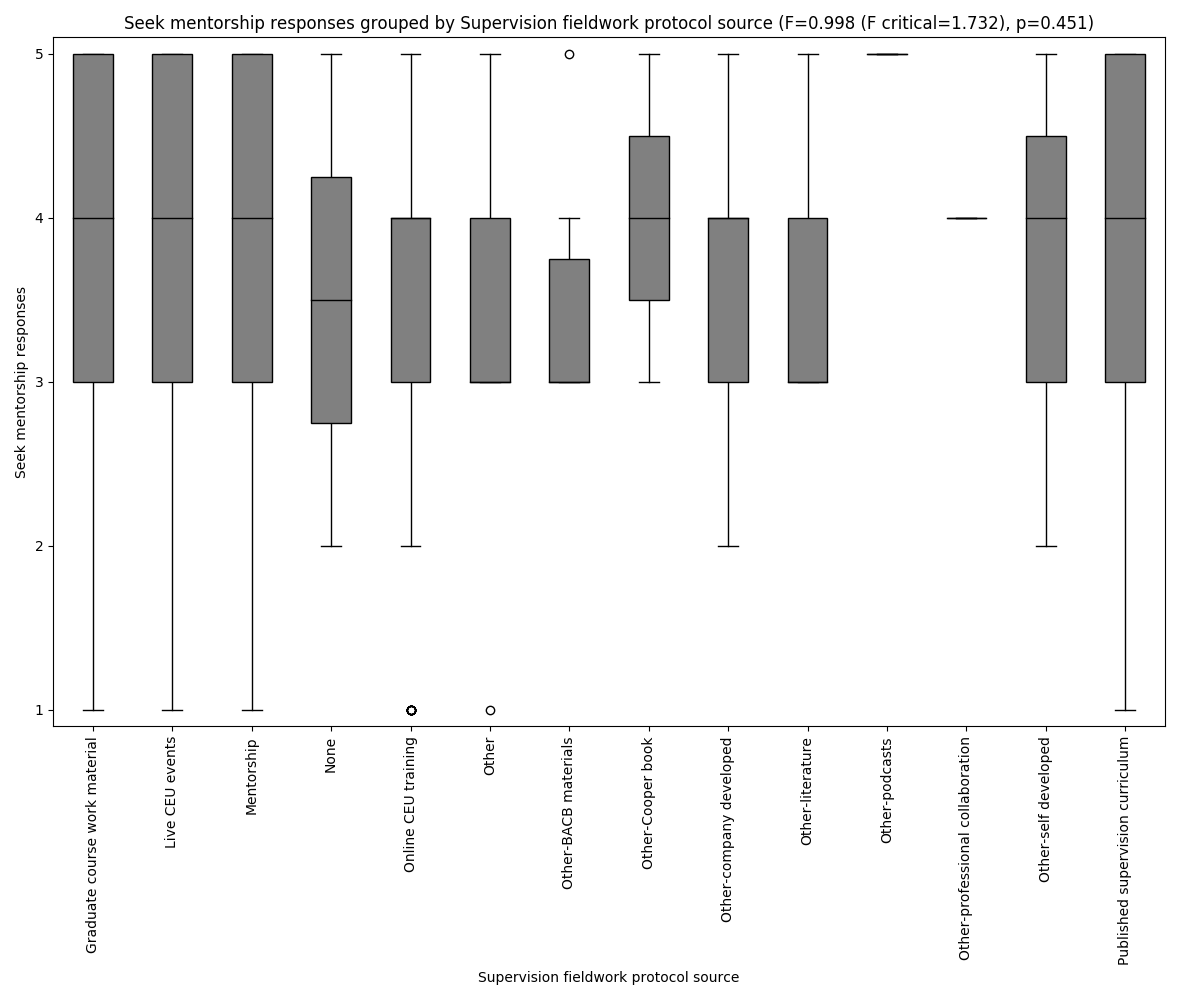 Seek mentorship responses grouped by Supervision fieldwork protocol source (F=0.998 (F critical=1.732), p=0.451)
5
4
3
2
1
Seek mentorship responses
Graduate course work material
Live CEU events
Mentorship
None
Online CEU training
Other
Other-BACB materials
Other-Cooper book
Other-company developed
Other-literature
Other-podcasts
Other-professional collaboration
Other-self developed
Published supervision curriculum
Supervision fieldwork protocol source